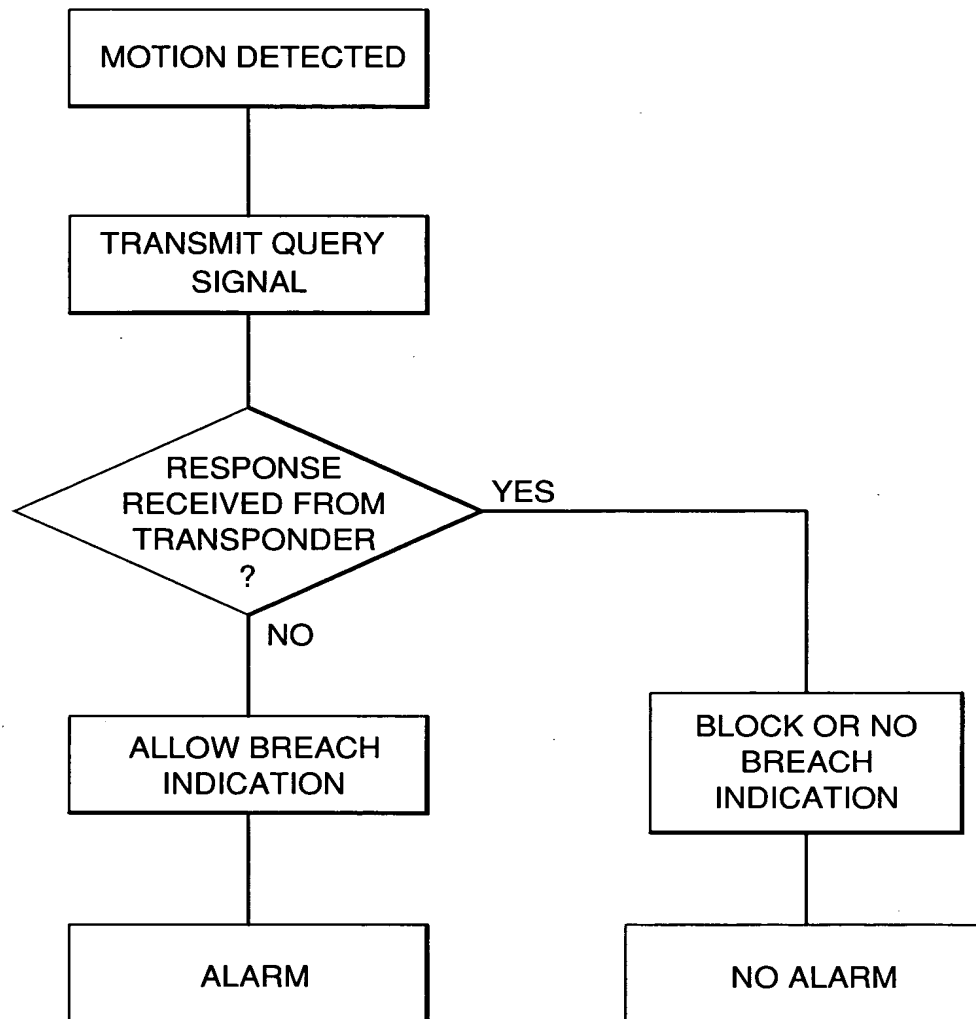 MOTION DETECTED
TRANSMIT QUERY
SIGNAL
RESPONSE
RECEIVED FROM
TRANSPONDER
?
YES
NO
ALLOW BREACH
INDICATION
BLOCK OR NO
BREACH
INDICATION
ALARM
NO ALARM